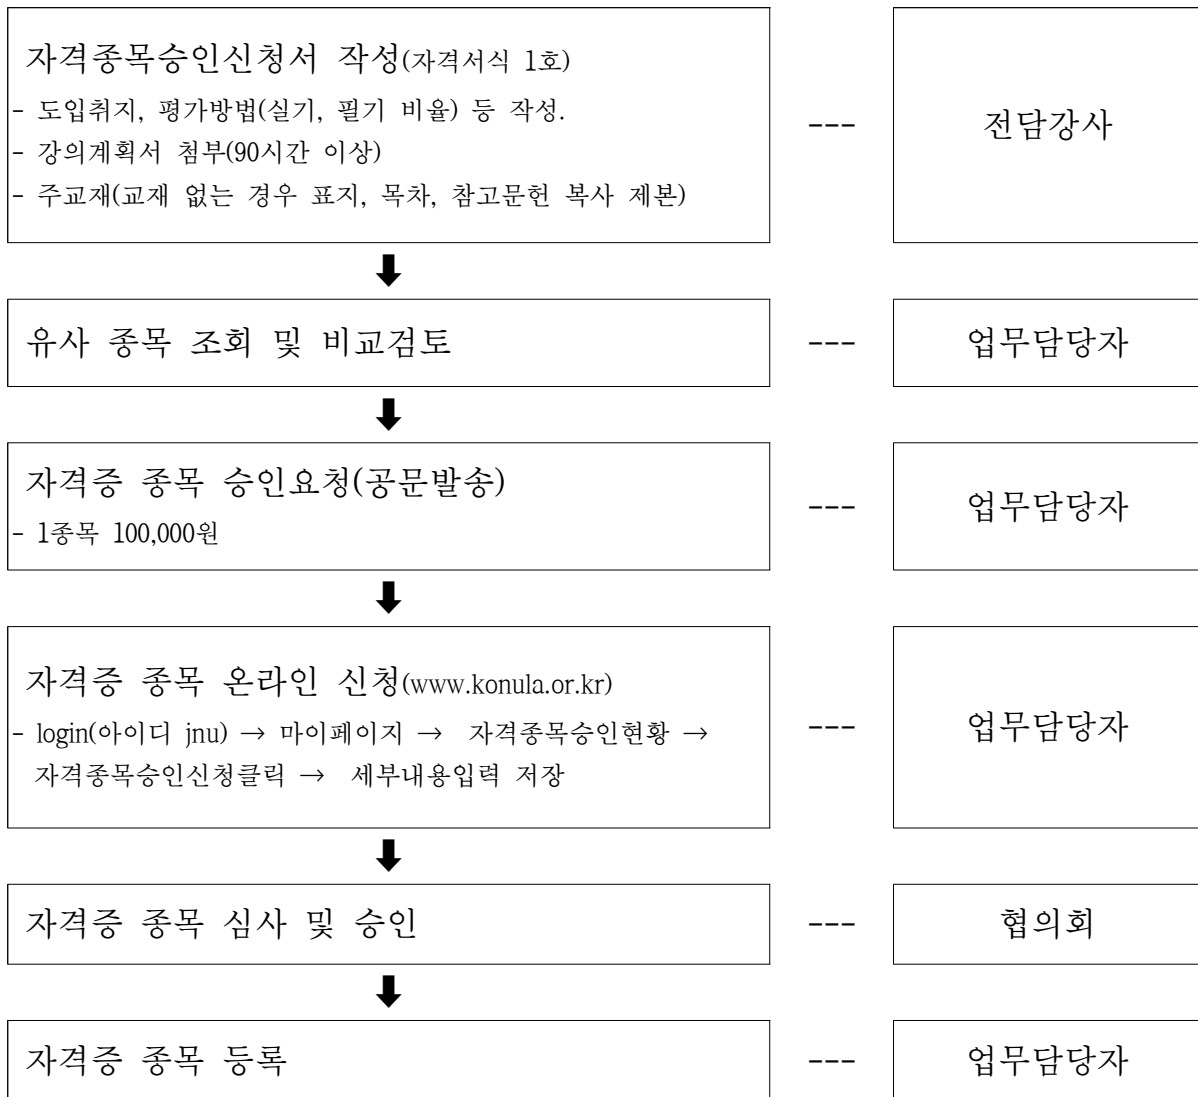 자격종목승인신청서 작성(자격서식 1호)
- 도입취지, 평가방법(실기, 필기 비율) 등 작성.
- 강의계획서 첨부(90시간 이상)
- 주교재(교재 없는 경우 표지, 목차, 참고문헌 복사 제본)
---
전담강사
유사 종목 조회 및 비교검토
---
업무담당자
자격증 종목 승인요청(공문발송)
- 1종목 100,000원
---
업무담당자
자격증 종목 온라인 신청(www.konula.or.kr)
- login(아이디 jnu) → 마이페이지 → 자격종목승인현황 →
자격종목승인신청클릭 → 세부내용입력 저장
---
업무담당자
자격증 종목 심사 및 승인
---
협의회
자격증 종목 등록
---
업무담당자